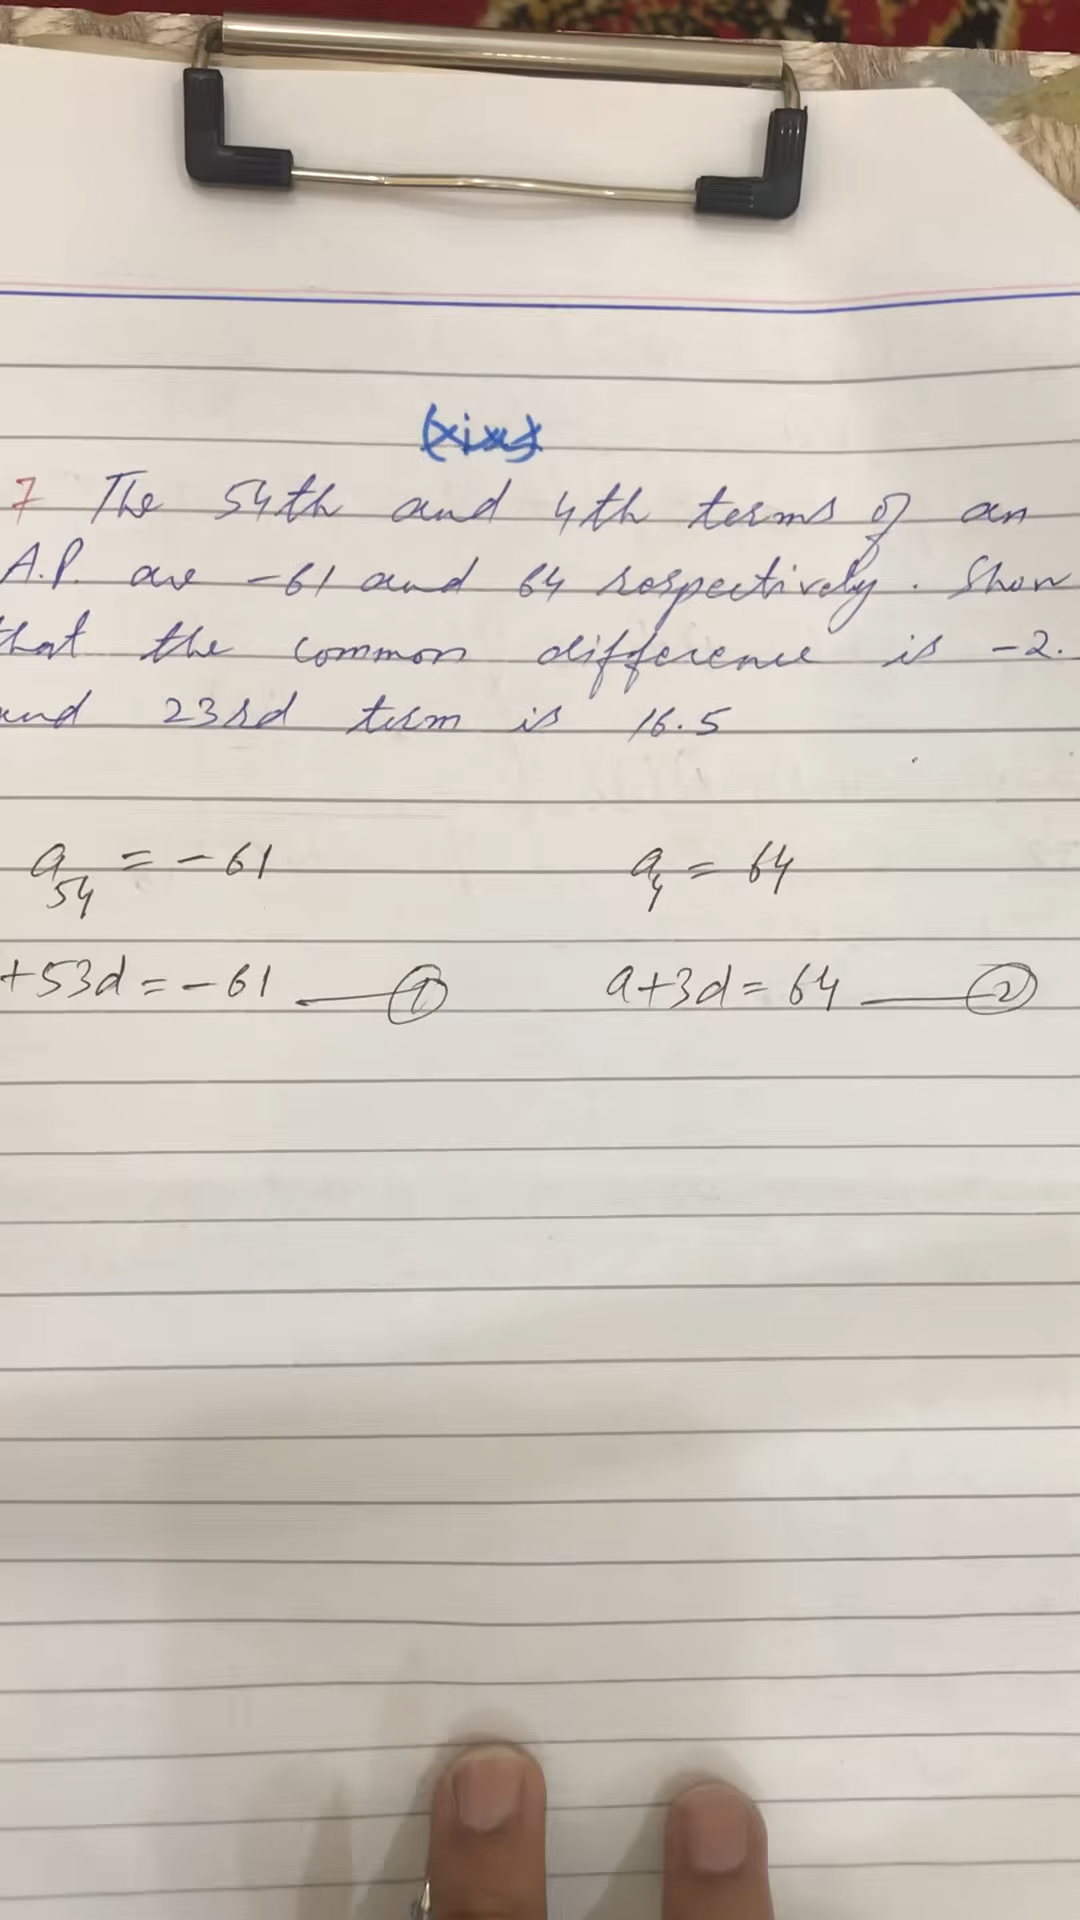 7 The 54th and 4th terms of an
A.P. are -61 and 64 respectively. Show
that the common difference is -2.
and 23rd term is 16.5
a54 = -61 a4 = 64
+53d = -61 —① a+3d = 64 —②